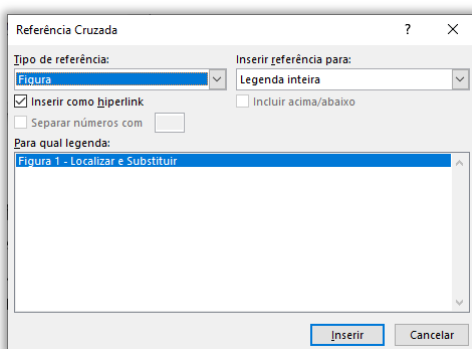 Referência Cruzada ? ×
Tipo de referência: Inserir referência para:
Figura Legenda inteira
Inserir como hiperlink Incluir acima/abaixo
Separar números com
Para qual legenda:
Figura 1 - Localizar e Substituir
Inserir Cancelar